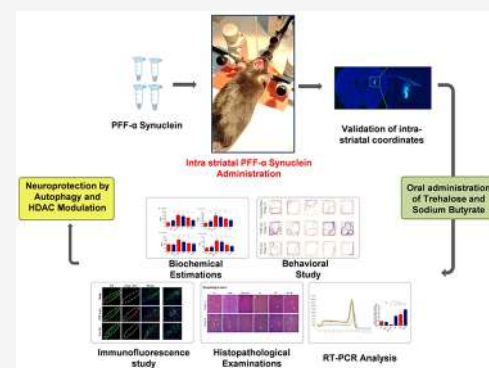 PFF-α Synuclein
Intra striatal PFF-α Synuclein
Administration
Validation of intra-
striatal coordinates
Neuroprotection by
Autophagy and
HDAC Modulation
Oral administration
of Trehalose and
Sodium Butyrate
Biochemical
Estimations
Behavioral
Study
Immunofluorescence
study
Histopathological
Examinations
RT-PCR Analysis